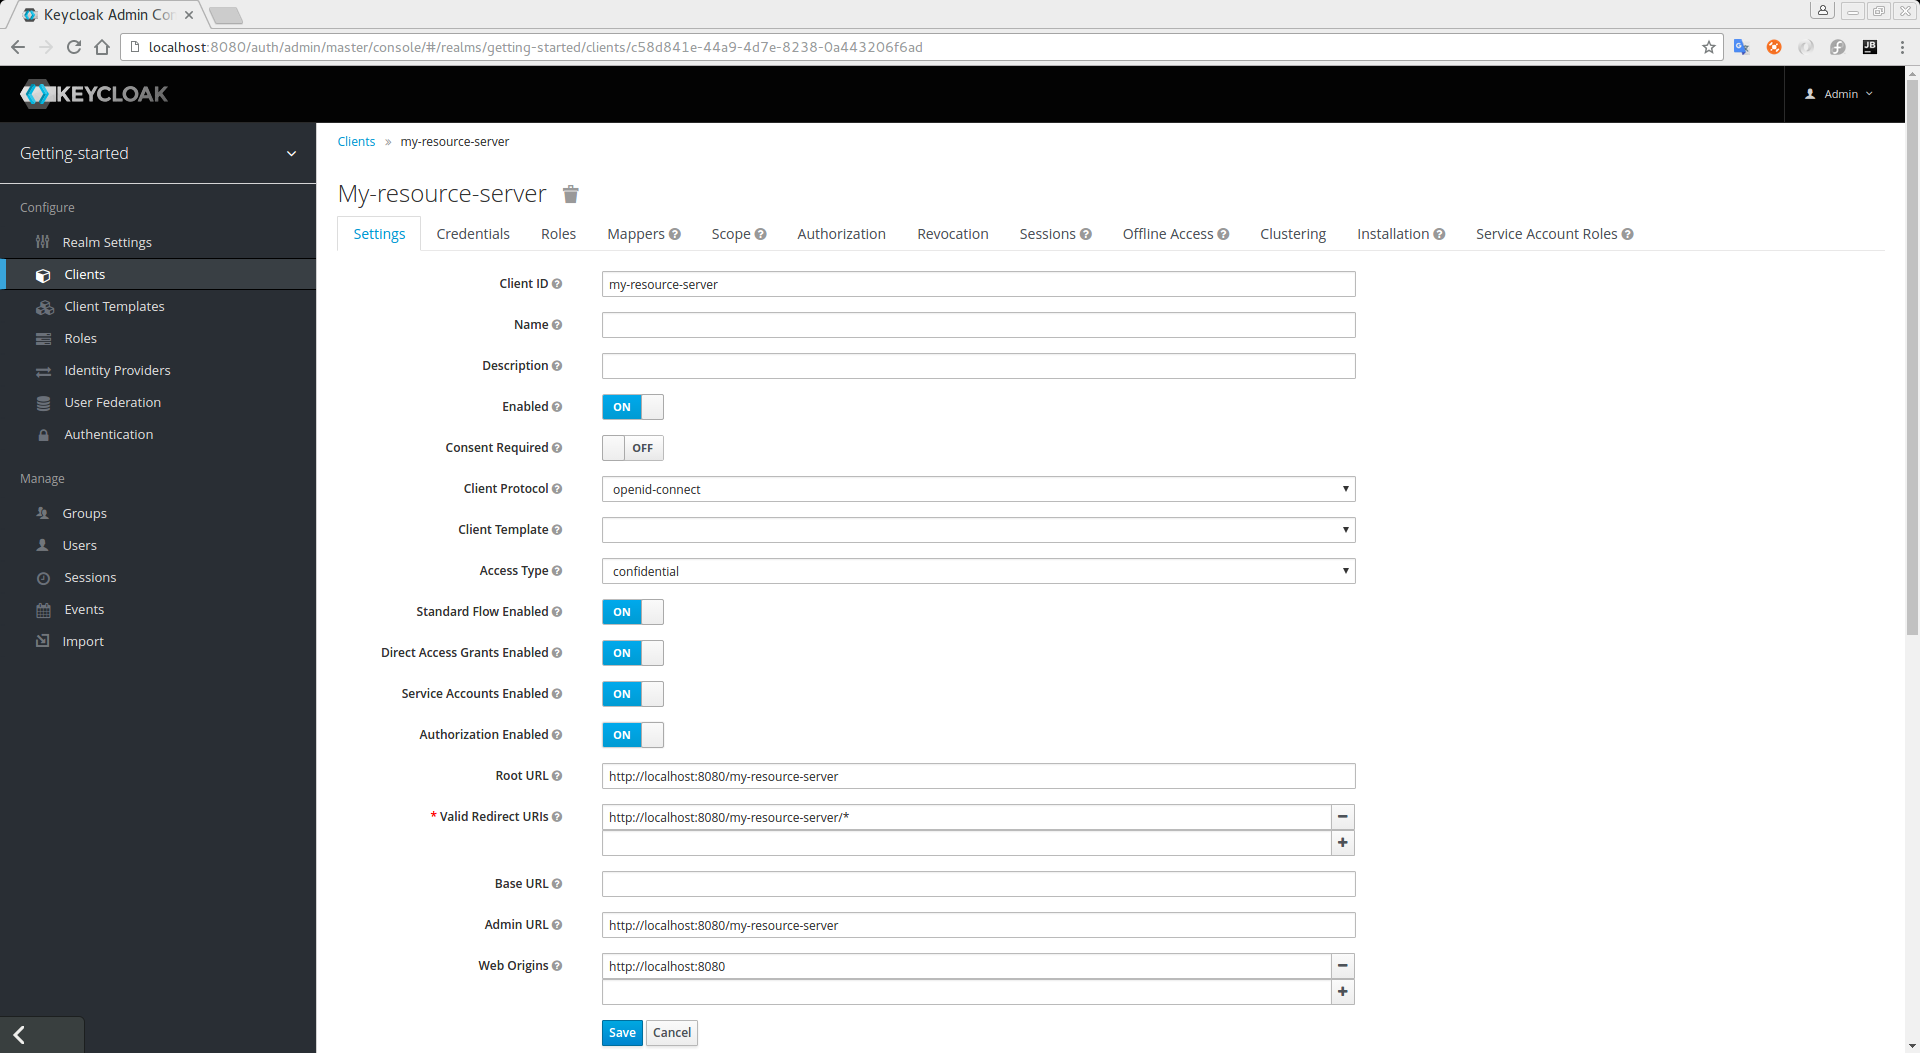 Keycloak Admin Co
localhost:8080/auth/admin/master/console/#/realms/getting-started/clients/c58d841e-44a9-4d7e-8238-0a443206f6ad
JB
KEYCLOAK
Admin
Getting-started
Configure
Realm Settings
Clients
Client Templates
Roles
Identity Providers
User Federation
Authentication
Manage
Groups
Users
Sessions
Events
Import
Clients » my-resource-server
My-resource-server
Settings Credentials Roles Mappers Scope Authorization Revocation Sessions Offline Access Clustering Installation Service Account Roles
Client ID my-resource-server
Name
Description
Enabled ON
Consent Required OFF
Client Protocol openid-connect
Client Template
Access Type confidential
Standard Flow Enabled ON
Direct Access Grants Enabled ON
Service Accounts Enabled ON
Authorization Enabled ON
Root URL http://localhost:8080/my-resource-server
* Valid Redirect URIs http://localhost:8080/my-resource-server/*
Base URL
Admin URL http://localhost:8080/my-resource-server
Web Origins http://localhost:8080
Save Cancel